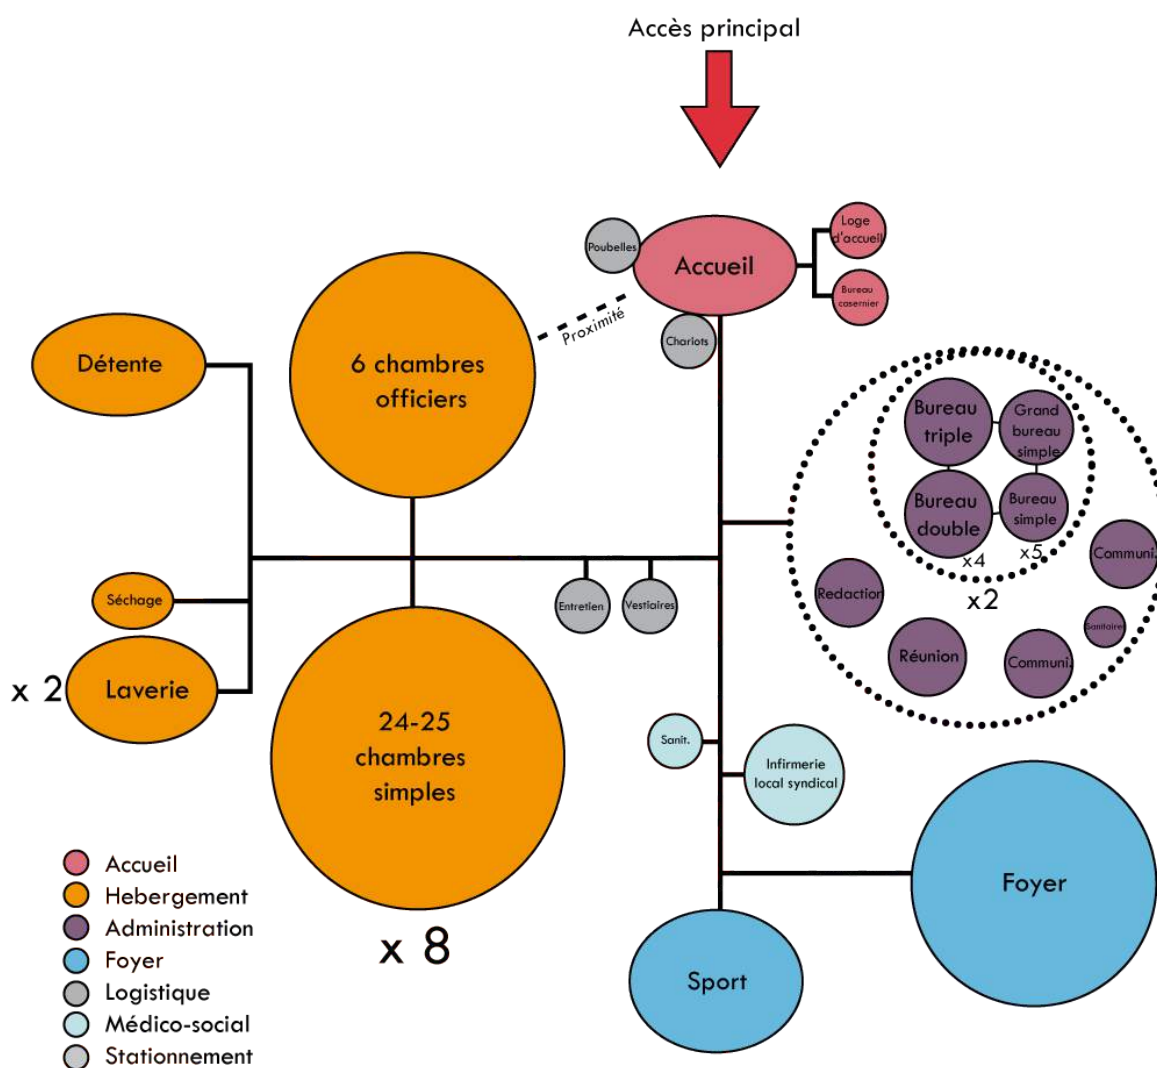 Accès principal
Poubelles
Accueil
Loge
d'accueil
Bureau
casernier
Proximité
Chariots
Détente
6 chambres
officiers
Bureau
triple
Grand
bureau
simple
Bureau
double
Bureau
simple
x4
x5
x2
Communi.
Redaction
Sanitaires
Réunion
Communi.
Séchage
Entretien
Vestiaires
x 2
Laverie
24-25
chambres
simples
x 8
Sanit.
Infirmerie
local syndical
Foyer
Sport
Accueil
Hebergement
Administration
Foyer
Logistique
Médico-social
Stationnement